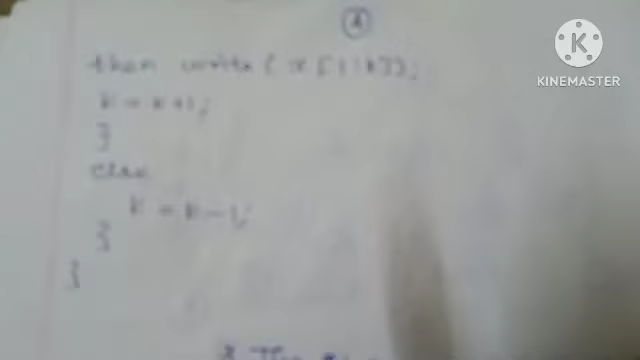 4
then write (x[1:k]);
k = k+1;
}
else
k = k-1;
}
}
K
KINEMASTER